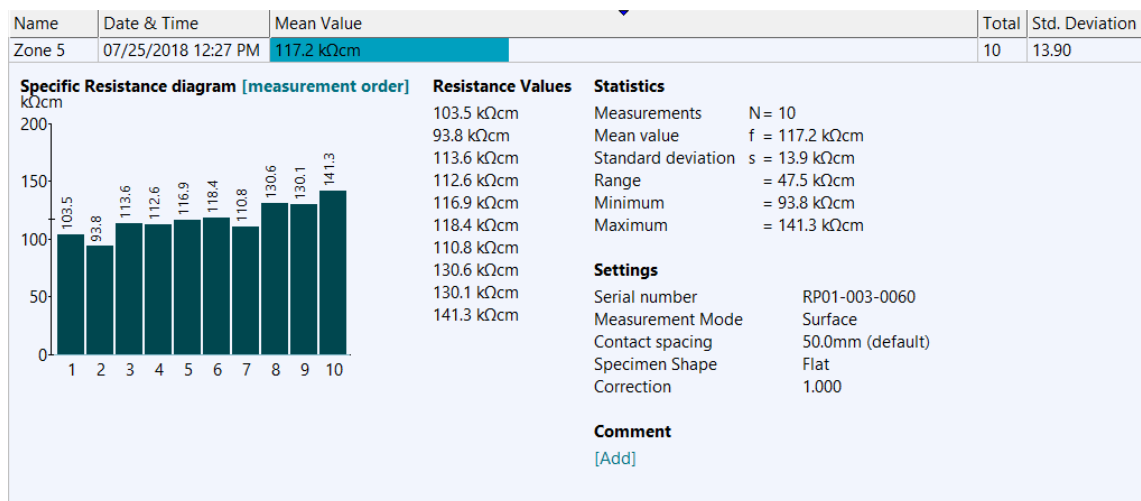 Name Date & Time Mean Value Total Std. Deviation
Zone 5 07/25/2018 12:27 PM 117.2 kΩcm 10 13.90
Specific Resistance diagram [measurement order]
kΩcm
200
150
100
50
0
103.5
93.8
113.6
112.6
116.9
118.4
110.8
130.6
130.1
141.3
1 2 3 4 5 6 7 8 9 10
Resistance Values
103.5 kΩcm
93.8 kΩcm
113.6 kΩcm
112.6 kΩcm
116.9 kΩcm
118.4 kΩcm
110.8 kΩcm
130.6 kΩcm
130.1 kΩcm
141.3 kΩcm
Statistics
Measurements N = 10
Mean value f = 117.2 kΩcm
Standard deviation s = 13.9 kΩcm
Range = 47.5 kΩcm
Minimum = 93.8 kΩcm
Maximum = 141.3 kΩcm
Settings
Serial number RP01-003-0060
Measurement Mode Surface
Contact spacing 50.0mm (default)
Specimen Shape Flat
Correction 1.000
Comment
[Add]